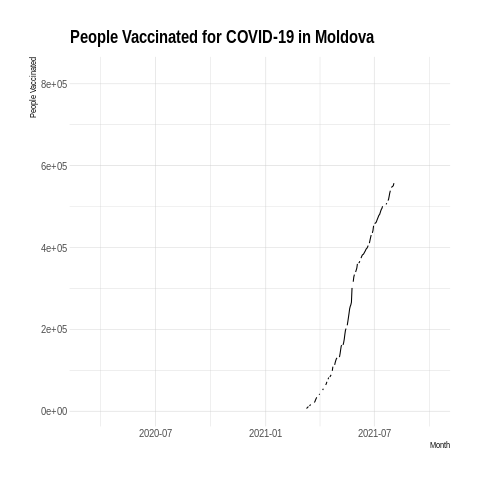 People Vaccinated for COVID-19 in Moldova
People Vaccinated
8e+05
6e+05
4e+05
2e+05
0e+00
2020-07
2021-01
2021-07
Month